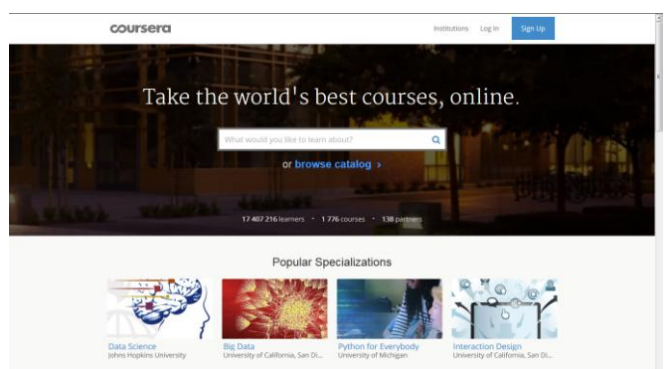 coursera
Institutions Log In Sign Up
Take the world's best courses, online.
What would you like to learn about?
or browse catalog ›
17 407 216 learners • 1 776 courses • 138 partners
Popular Specializations
Data Science
Johns Hopkins University
Big Data
University of California, San Di...
Python for Everybody
University of Michigan
Interaction Design
University of California, San Di...